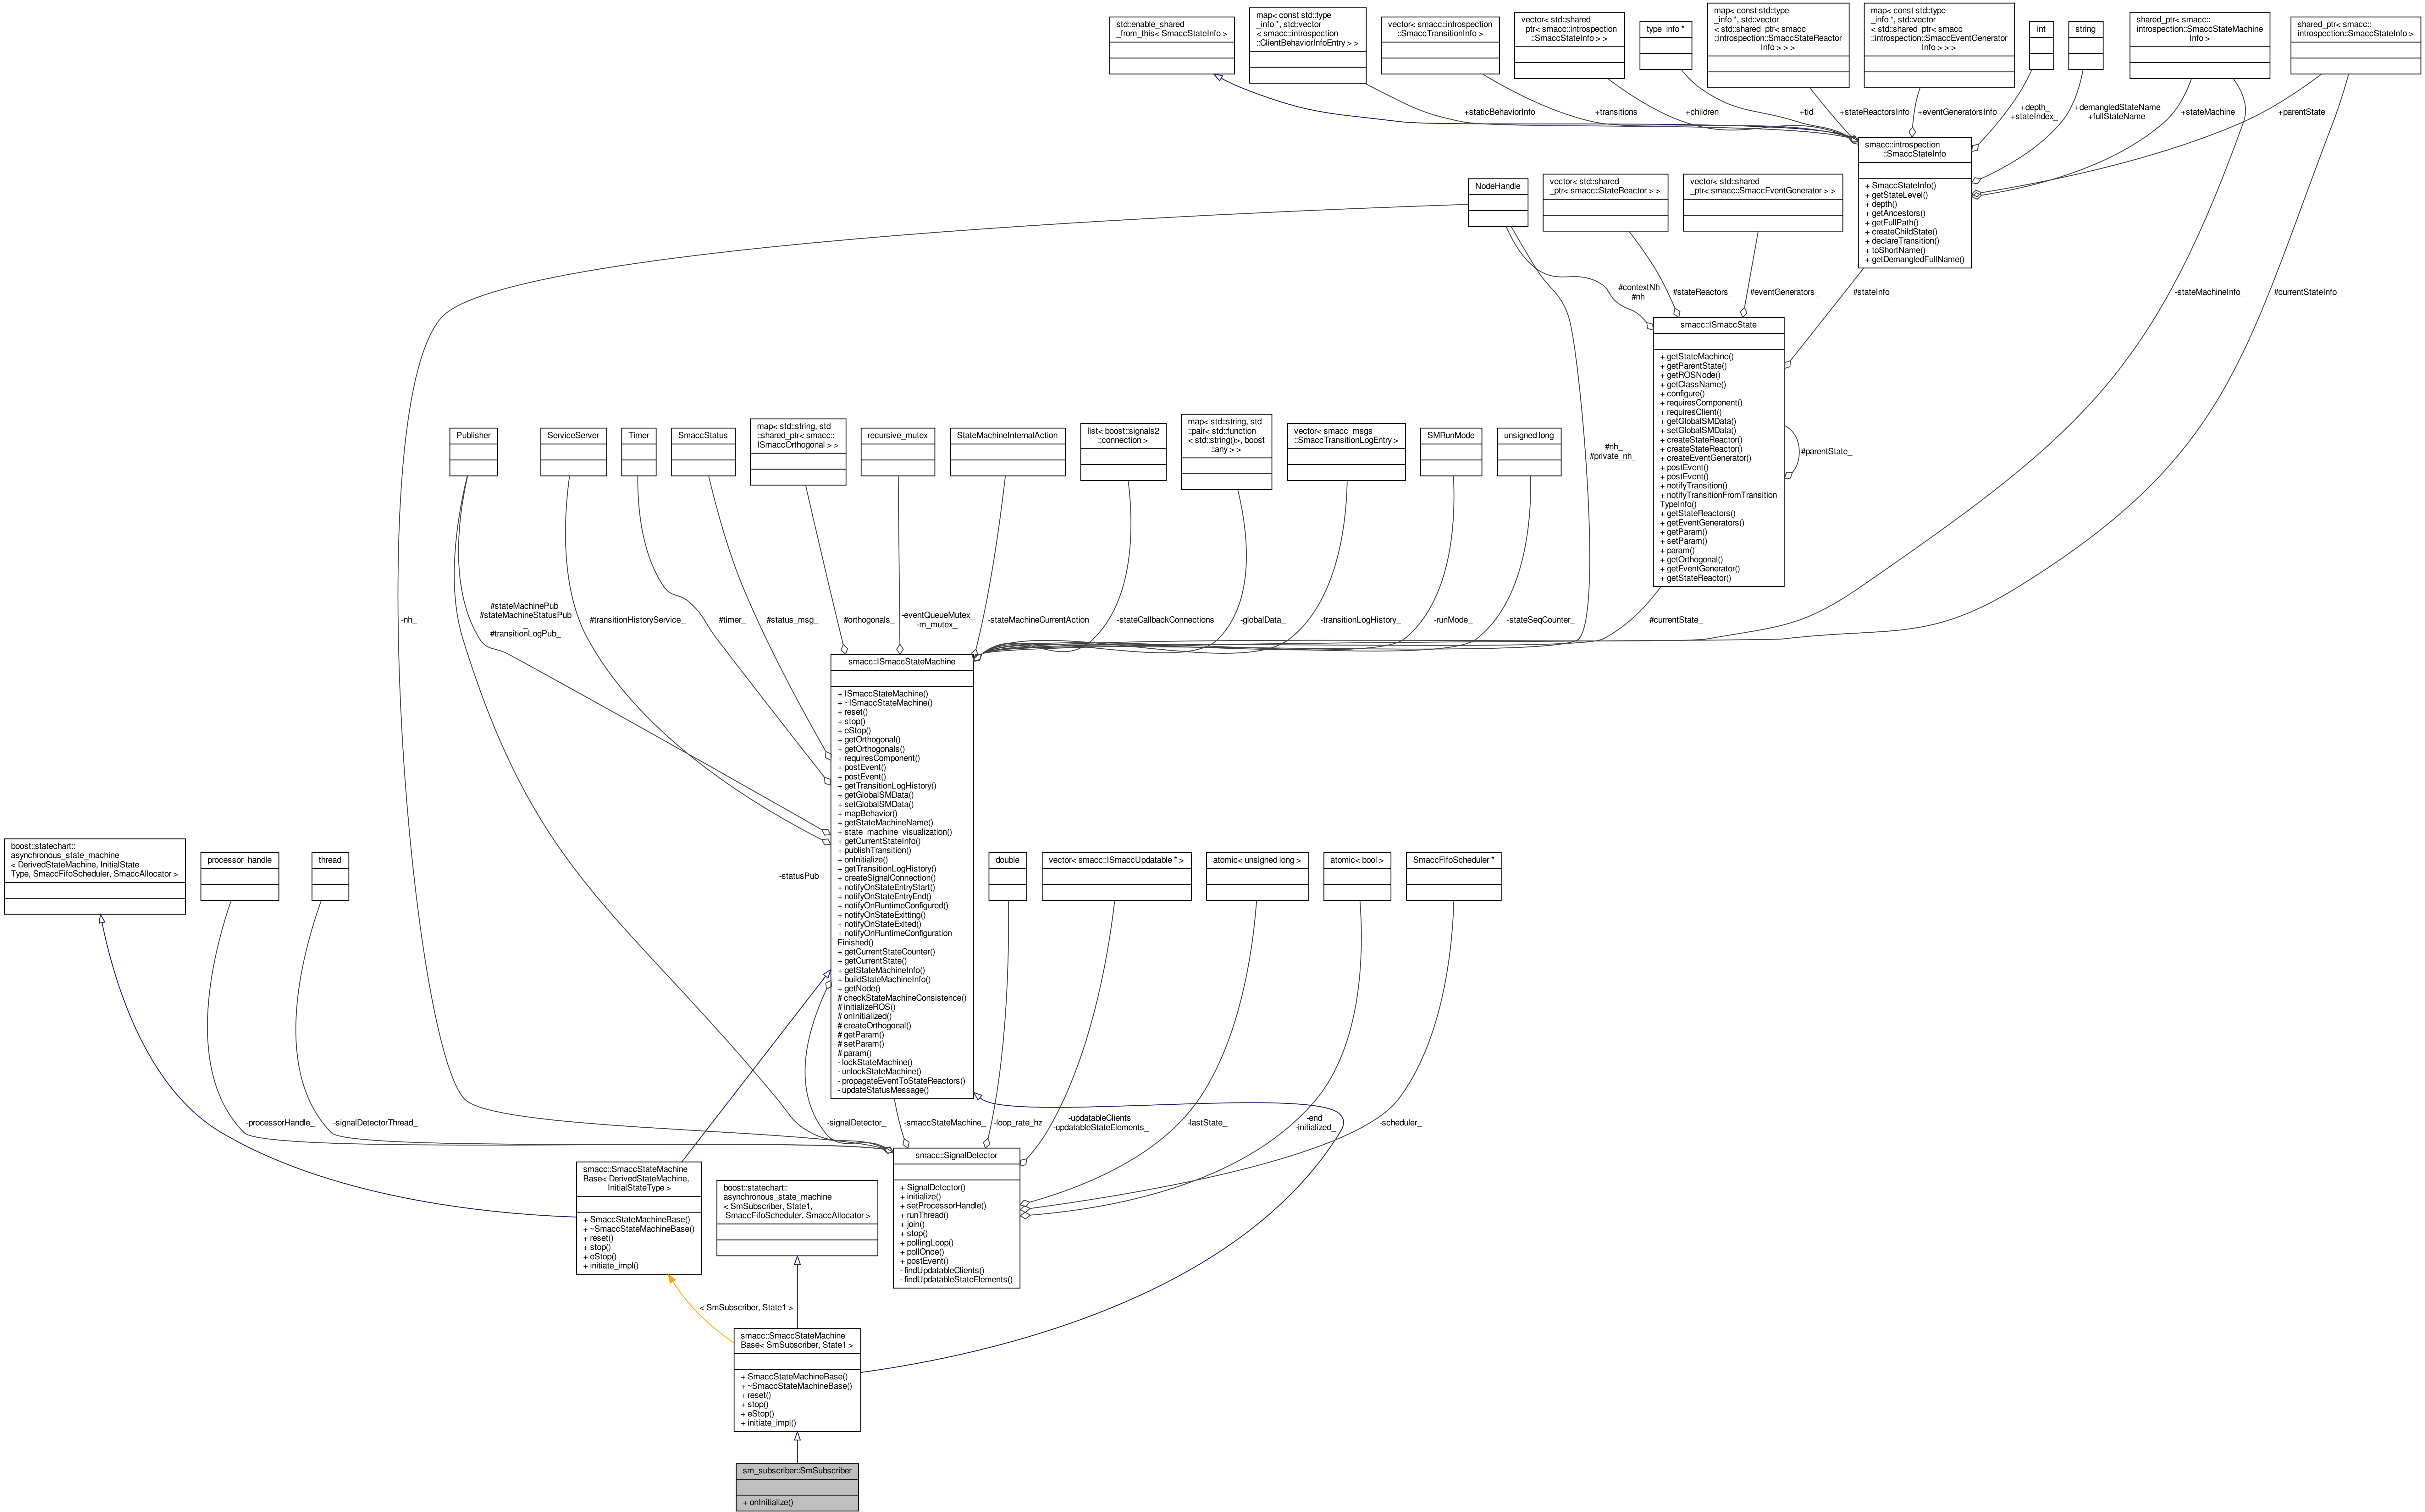 std::enable_shared
_from_this< SmaccStateInfo >
map< const std::type
_info *, std::vector
< smacc::introspection
::ClientBehaviorInfoEntry > >
vector< smacc::introspection
::SmaccTransitionInfo >
vector< std::shared
_ptr< smacc::introspection
::SmaccStateInfo > >
type_info *
map< const std::type
_info *, std::vector
< std::shared_ptr< smacc
::introspection::SmaccStateReactor
Info > > >
map< const std::type
_info *, std::vector
< std::shared_ptr< smacc
::introspection::SmaccEventGenerator
Info > > >
int
string
shared_ptr< smacc::
introspection::SmaccStateMachine
Info >
shared_ptr< smacc::
introspection::SmaccStateInfo >
+staticBehaviorInfo
+transitions_
+children_
+tid_
+stateReactorsInfo
+eventGeneratorsInfo
+depth_
+stateIndex_
+demangledStateName
+fullStateName
+stateMachine_
+parentState_
smacc::introspection
::SmaccStateInfo
+ SmaccStateInfo()
+ getStateLevel()
+ depth()
+ getAncestors()
+ getFullPath()
+ createChildState()
+ declareTransition()
+ toShortName()
+ getDemangledFullName()
NodeHandle
vector< std::shared
_ptr< smacc::StateReactor > >
vector< std::shared
_ptr< smacc::SmaccEventGenerator > >
#contextNh
#nh
#stateReactors_
#eventGenerators_
#stateInfo_
-stateMachineInfo_
#currentStateInfo_
smacc::ISmaccState
+ getStateMachine()
+ getParentState()
+ getROSNode()
+ getClassName()
+ configure()
+ requiresComponent()
+ requiresClient()
+ getGlobalSMData()
+ setGlobalSMData()
+ createStateReactor()
+ createStateReactor()
+ createEventGenerator()
+ postEvent()
+ postEvent()
+ notifyTransition()
+ notifyTransitionFromTransition
TypeInfo()
+ getStateReactors()
+ getEventGenerators()
+ getParam()
+ setParam()
+ param()
+ getOrthogonal()
+ getEventGenerator()
+ getStateReactor()
#parentState_
Publisher
ServiceServer
Timer
SmaccStatus
map< std::string, std
::shared_ptr< smacc::
ISmaccOrthogonal > >
recursive_mutex
StateMachineInternalAction
list< boost::signals2
::connection >
map< std::string, std
::pair< std::function
< std::string()>, boost
::any > >
vector< smacc_msgs
::SmaccTransitionLogEntry >
SMRunMode
unsigned long
#nh_
#private_nh_
-nh_
#stateMachinePub_
#stateMachineStatusPub
_
#transitionLogPub_
#transitionHistoryService_
#timer_
#status_msg_
#orthogonals_
-eventQueueMutex_
-m_mutex_
-stateMachineCurrentAction
-stateCallbackConnections
-globalData_
-transitionLogHistory_
-runMode_
-stateSeqCounter_
#currentState_
smacc::ISmaccStateMachine
+ ISmaccStateMachine()
+ ~ISmaccStateMachine()
+ reset()
+ stop()
+ eStop()
+ getOrthogonal()
+ getOrthogonals()
+ requiresComponent()
+ postEvent()
+ postEvent()
+ getTransitionLogHistory()
+ getGlobalSMData()
+ setGlobalSMData()
+ mapBehavior()
+ getStateMachineName()
+ state_machine_visualization()
+ getCurrentStateInfo()
+ publishTransition()
+ onInitialize()
+ getTransitionLogHistory()
+ createSignalConnection()
+ notifyOnStateEntryStart()
+ notifyOnStateEntryEnd()
+ notifyOnRuntimeConfigured()
+ notifyOnStateExitting()
+ notifyOnStateExited()
+ notifyOnRuntimeConfiguration
Finished()
+ getCurrentStateCounter()
+ getCurrentState()
+ getStateMachineInfo()
+ buildStateMachineInfo()
+ getNode()
# checkStateMachineConsistence()
# initializeROS()
# onInitialized()
# createOrthogonal()
# getParam()
# setParam()
# param()
- lockStateMachine()
- unlockStateMachine()
- propagateEventToStateReactors()
- updateStatusMessage()
-statusPub_
boost::statechart::
asynchronous_state_machine
< DerivedStateMachine, InitialState
Type, SmaccFifoScheduler, SmaccAllocator >
processor_handle
thread
double
vector< smacc::ISmaccUpdatable * >
atomic< unsigned long >
atomic< bool >
SmaccFifoScheduler *
-processorHandle_
-signalDetectorThread_
-signalDetector_
-smaccStateMachine_
-loop_rate_hz
-updatableClients_
-updatableStateElements_
-lastState_
-end_
-initialized_
-scheduler_
smacc::SignalDetector
+ SignalDetector()
+ initialize()
+ setProcessorHandle()
+ runThread()
+ join()
+ stop()
+ pollingLoop()
+ pollOnce()
+ postEvent()
- findUpdatableClients()
- findUpdatableStateElements()
smacc::SmaccStateMachine
Base< DerivedStateMachine,
InitialStateType >
+ SmaccStateMachineBase()
+ ~SmaccStateMachineBase()
+ reset()
+ stop()
+ eStop()
+ initiate_impl()
boost::statechart::
asynchronous_state_machine
< SmSubscriber, State1,
SmaccFifoScheduler, SmaccAllocator >
< SmSubscriber, State1 >
smacc::SmaccStateMachine
Base< SmSubscriber, State1 >
+ SmaccStateMachineBase()
+ ~SmaccStateMachineBase()
+ reset()
+ stop()
+ eStop()
+ initiate_impl()
sm_subscriber::SmSubscriber
+ onInitialize()